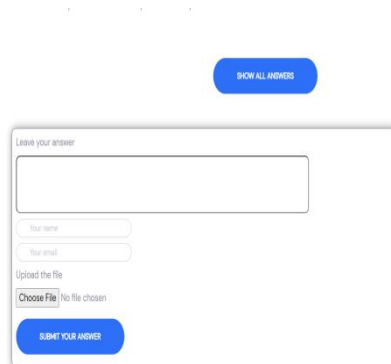 SHOW ALL ANSWERS
Leave your answer
Your name
Your email
Upload the file
Choose File No file chosen
SUBMIT YOUR ANSWER